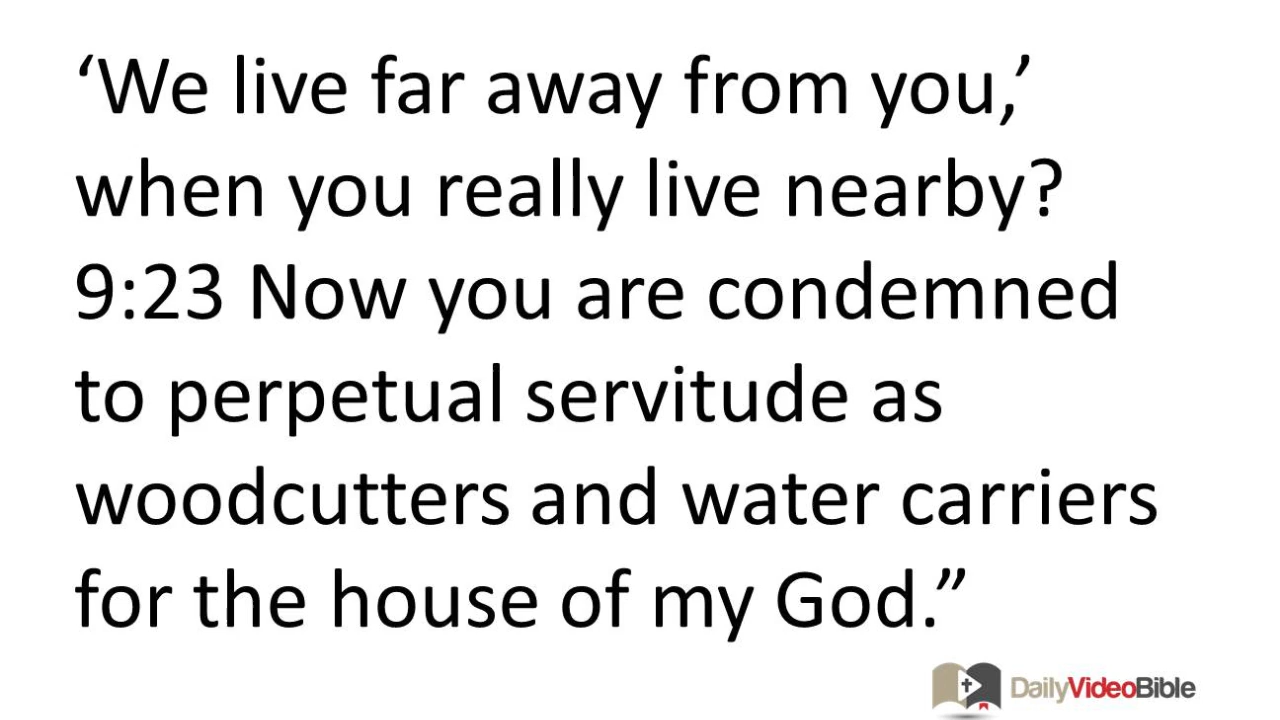 ‘We live far away from you,’
when you really live nearby?
9:23 Now you are condemned
to perpetual servitude as
woodcutters and water carriers
for the house of my God.”
DailyVideoBible